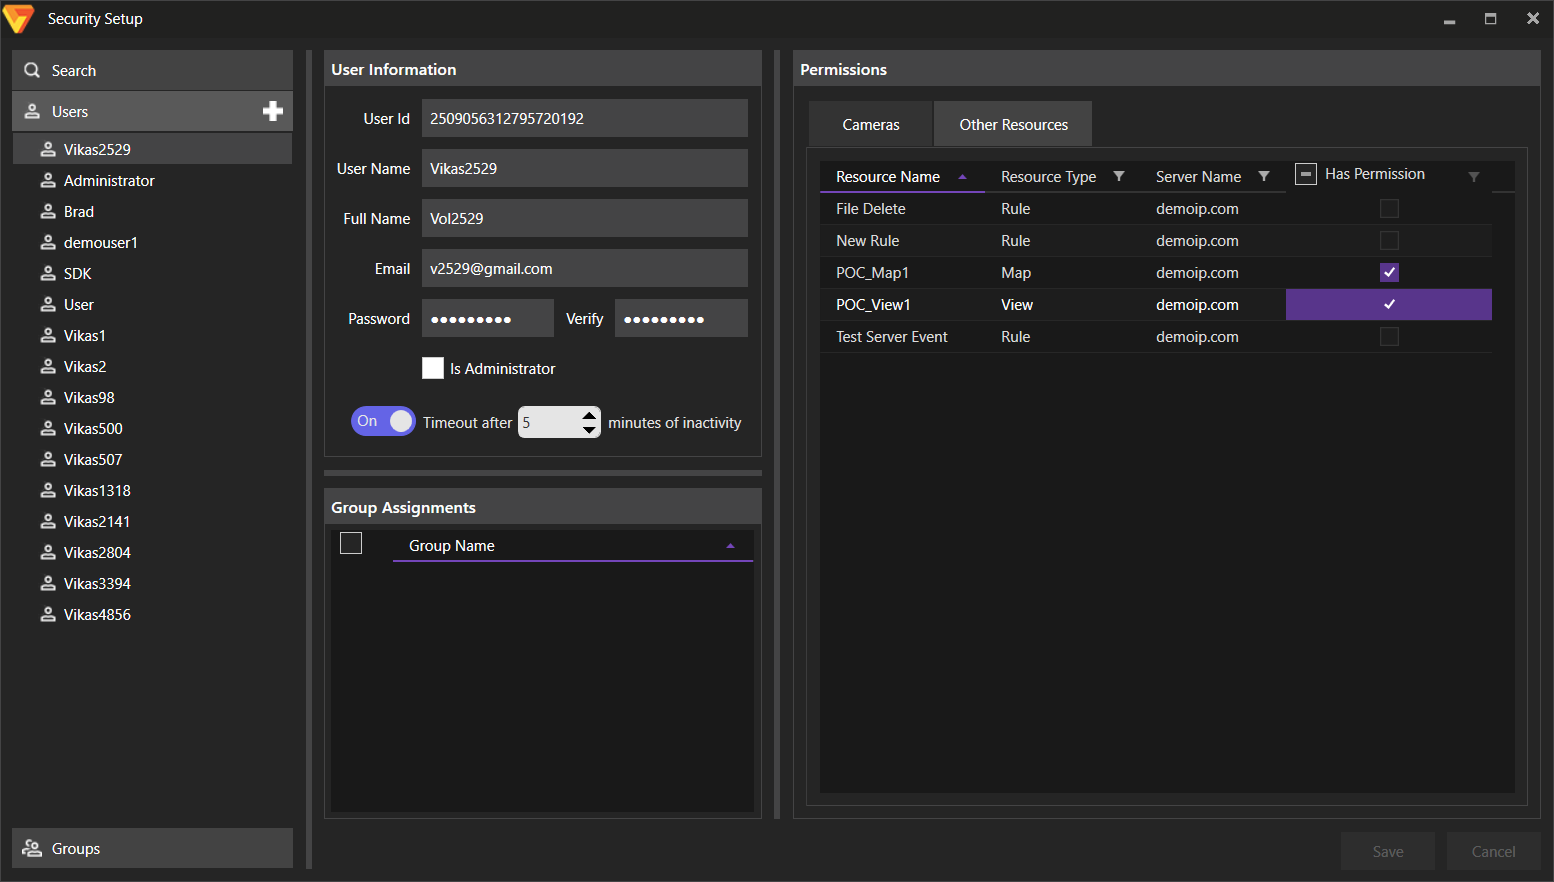 Security Setup
Search
Users
Vikas2529
Administrator
Brad
demouser1
SDK
User
Vikas1
Vikas2
Vikas98
Vikas500
Vikas507
Vikas1318
Vikas2141
Vikas2804
Vikas3394
Vikas4856
Groups
User Information
User Id 2509056312795720192
User Name Vikas2529
Full Name Vol2529
Email v2529@gmail.com
Password ●●●●●●●●● Verify ●●●●●●●●●
Is Administrator
On Timeout after 5 minutes of inactivity
Group Assignments
Group Name
Permissions
Cameras Other Resources
Resource Name Resource Type Server Name Has Permission
File Delete Rule demoip.com
New Rule Rule demoip.com
POC_Map1 Map demoip.com
POC_View1 View demoip.com
Test Server Event Rule demoip.com
Save Cancel